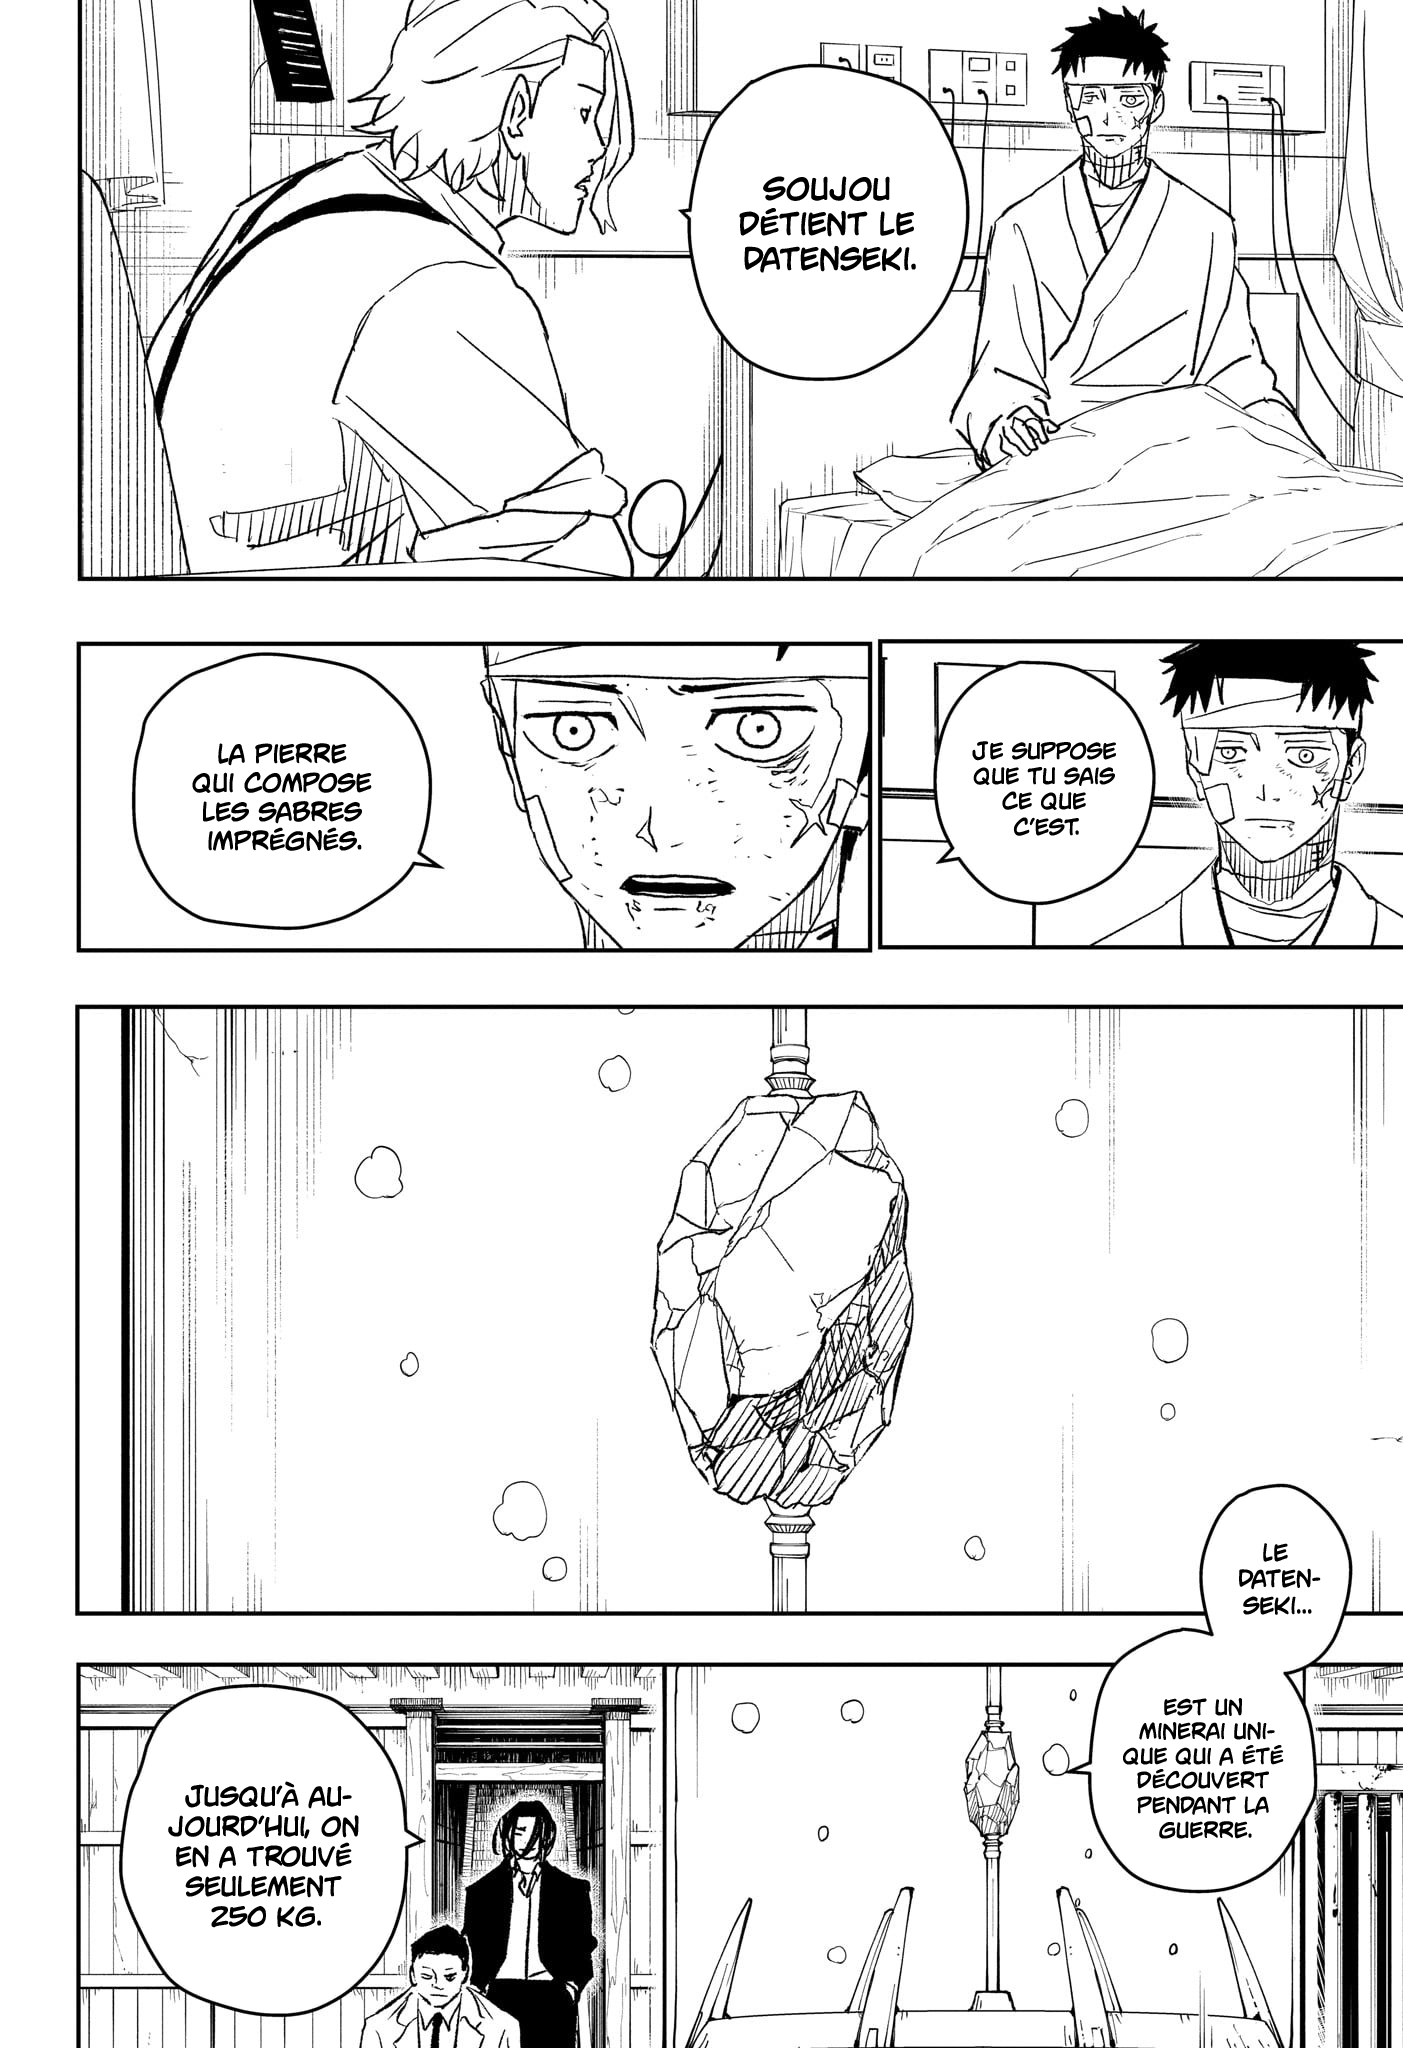 SOUJOU
DÉTIENT LE
DATENSEKI.
JE SUPPOSE
QUE TU SAIS
CE QUE
C'EST.
LA PIERRE
QUI COMPOSE
LES SABRES
IMPRÉGNÉS.
LE
DATEN-
SEKI...
EST UN
MINERAI UNI-
QUE QUI A ÉTÉ
DÉCOUVERT
PENDANT LA
GUERRE.
JUSQU'À AU-
JOURD'HUI, ON
EN A TROUVÉ
SEULEMENT
250 KG.